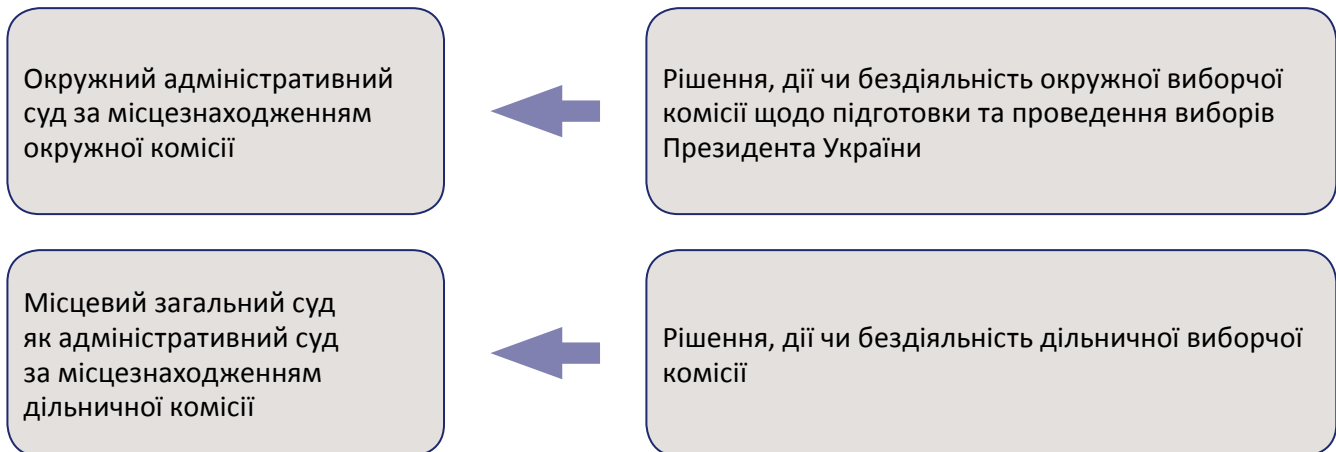 Окружний адміністративний
суд за місцезнаходженням
окружної комісії
Рішення, дії чи бездіяльність окружної виборчої
комісії щодо підготовки та проведення виборів
Президента України
Місцевий загальний суд
як адміністративний суд
за місцезнаходженням
дільничної комісії
Рішення, дії чи бездіяльність дільничної виборчої
комісії